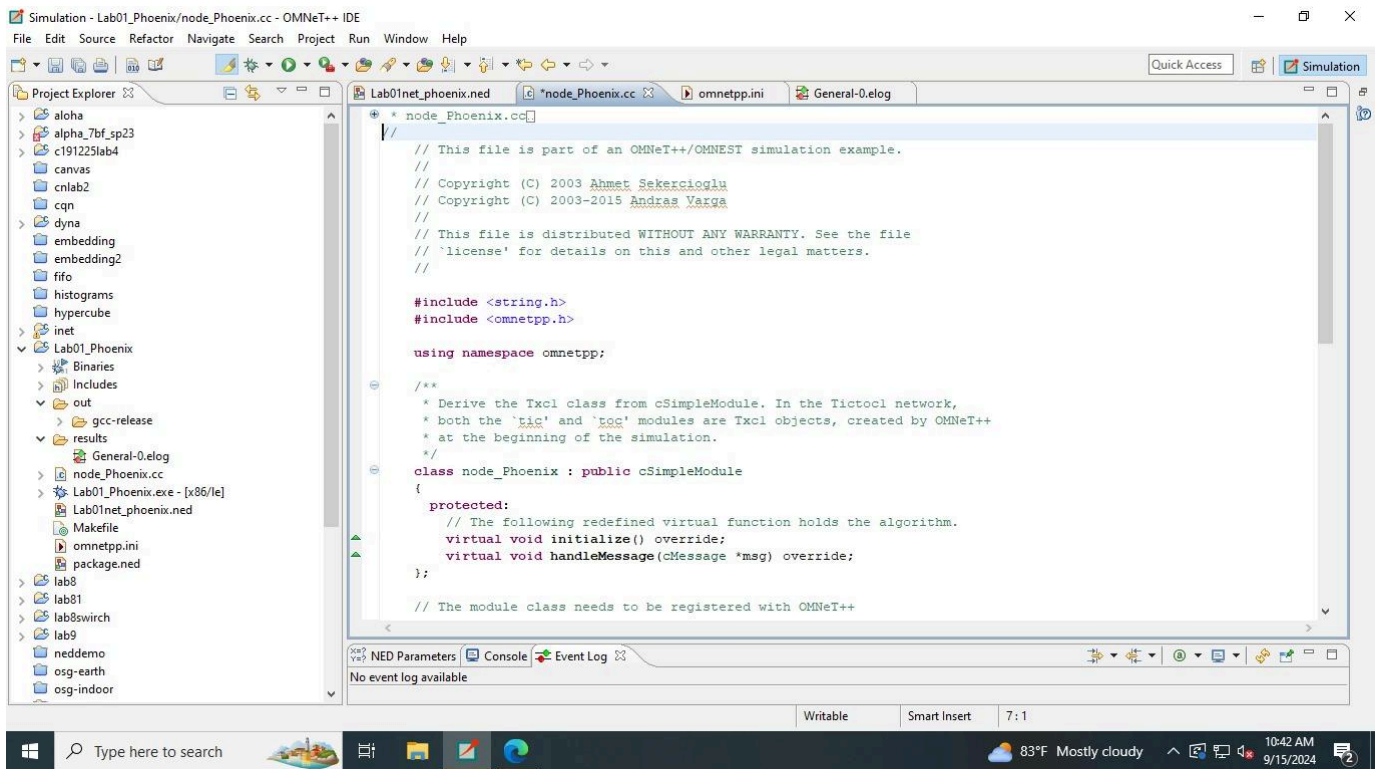 Simulation - Lab01_Phoenix/node_Phoenix.cc - OMNeT++ IDE
File Edit Source Refactor Navigate Search Project Run Window Help
Quick Access
Simulation
Project Explorer
aloha
alpha_7bf_sp23
c191225lab4
canvas
cnlab2
cqn
dyna
embedding
embedding2
fifo
histograms
hypercube
inet
Lab01_Phoenix
Binaries
Includes
out
gcc-release
results
General-0.elog
node_Phoenix.cc
Lab01_Phoenix.exe - [x86/le]
Lab01net_phoenix.ned
Makefile
omnetpp.ini
package.ned
lab8
lab81
lab8swirch
lab9
neddemo
osg-earth
osg-indoor
Lab01net_phoenix.ned *node_Phoenix.cc omnetpp.ini General-0.elog
* node_Phoenix.cc
//
// This file is part of an OMNeT++/OMNEST simulation example.
//
// Copyright (C) 2003 Ahmet Sekercioglu
// Copyright (C) 2003-2015 Andras Varga
//
// This file is distributed WITHOUT ANY WARRANTY. See the file
// `license' for details on this and other legal matters.
//
#include <string.h>
#include <omnetpp.h>
using namespace omnetpp;
/**
* Derive the Txc1 class from cSimpleModule. In the Tictoc1 network,
* both the `tic' and `toc' modules are Txc1 objects, created by OMNeT++
* at the beginning of the simulation.
*/
class node_Phoenix : public cSimpleModule
{
protected:
// The following redefined virtual function holds the algorithm.
virtual void initialize() override;
virtual void handleMessage(cMessage *msg) override;
};
// The module class needs to be registered with OMNeT++
NED Parameters Console Event Log
No event log available
Writable Smart Insert 7:1
Type here to search
83°F Mostly cloudy
10:42 AM
9/15/2024
2